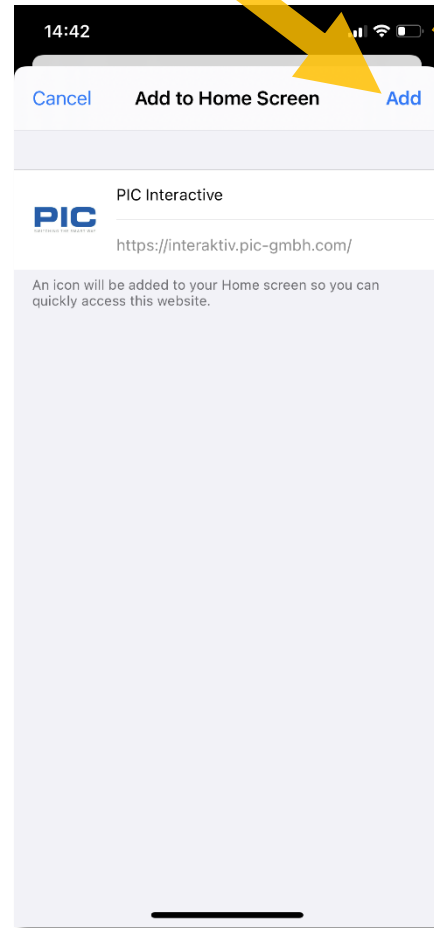 14:42
Cancel
Add to Home Screen
Add
PIC
PIC Interactive
https://interaktiv.pic-gmbh.com/
An icon will be added to your Home screen so you can
quickly access this website.